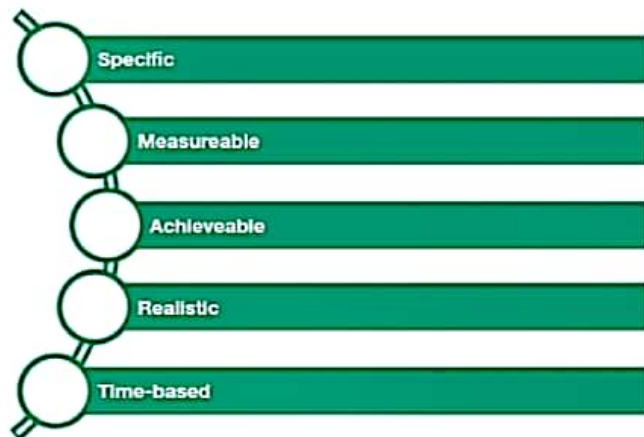 Specific
Measureable
Achieveable
Realistic
Time-based